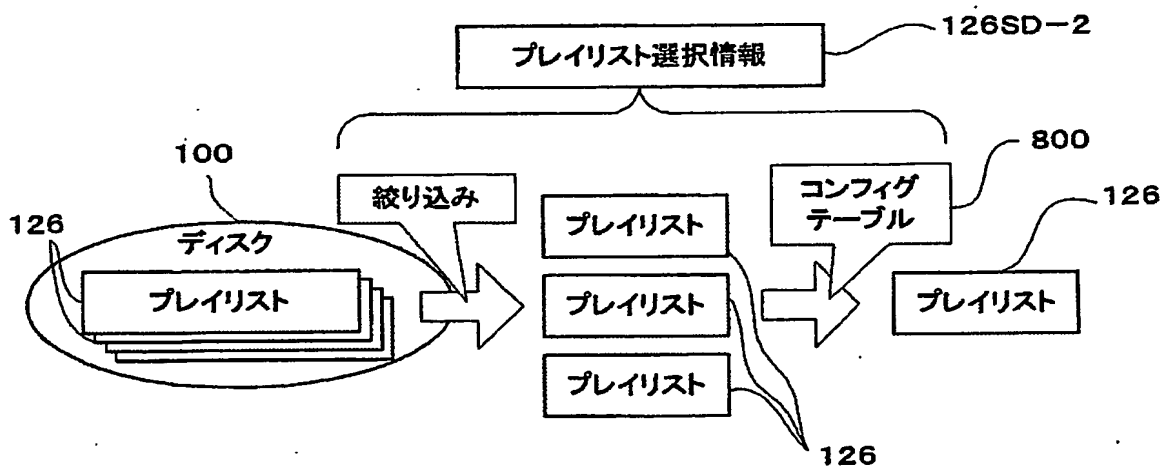 プレイリスト選択情報
126SD-2
100
126
ディスク
プレイリスト
絞り込み
プレイリスト
プレイリスト
プレイリスト
126
コンフィグ
テーブル
800
126
プレイリスト